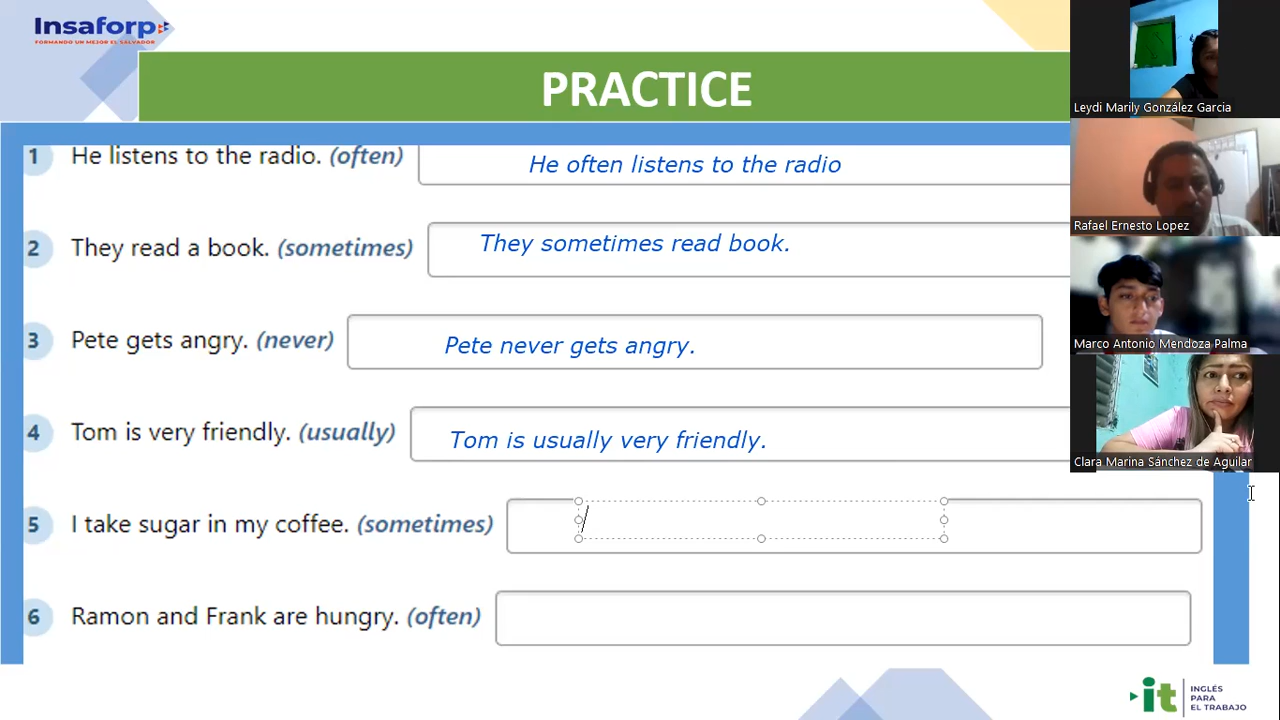 Insaforp
FORMANDO UN MEJOR EL SALVADOR
PRACTICE
1 He listens to the radio. (often) He often listens to the radio
2 They read a book. (sometimes) They sometimes read book.
3 Pete gets angry. (never) Pete never gets angry.
4 Tom is very friendly. (usually) Tom is usually very friendly.
5 I take sugar in my coffee. (sometimes)
6 Ramon and Frank are hungry. (often)
Leydi Marily González Garcia
Rafael Ernesto Lopez
Marco Antonio Mendoza Palma
Clara Marina Sánchez de Aguilar
it INGLÉS
PARA
EL TRABAJO